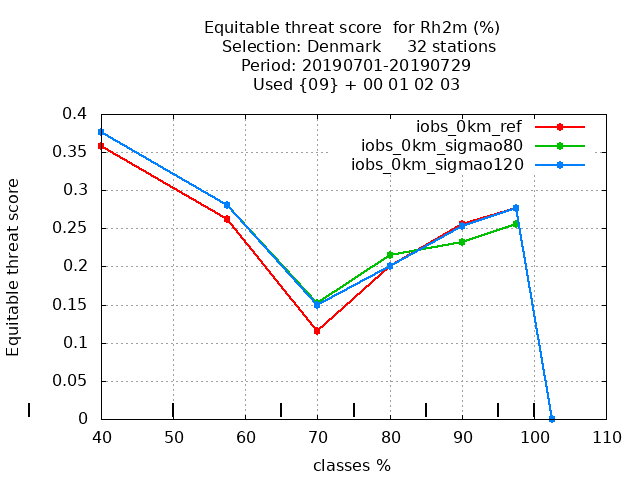 Equitable threat score  for Rh2m (%)
Selection: Denmark     32 stations
Period: 20190701-20190729
Used {09} + 00 01 02 03
iobs_0km_ref
iobs_0km_sigmao80
iobs_0km_sigmao120
Equitable threat score
0.4
0.35
0.3
0.25
0.2
0.15
0.1
0.05
0
40 50 60 70 80 90 100 110
classes %